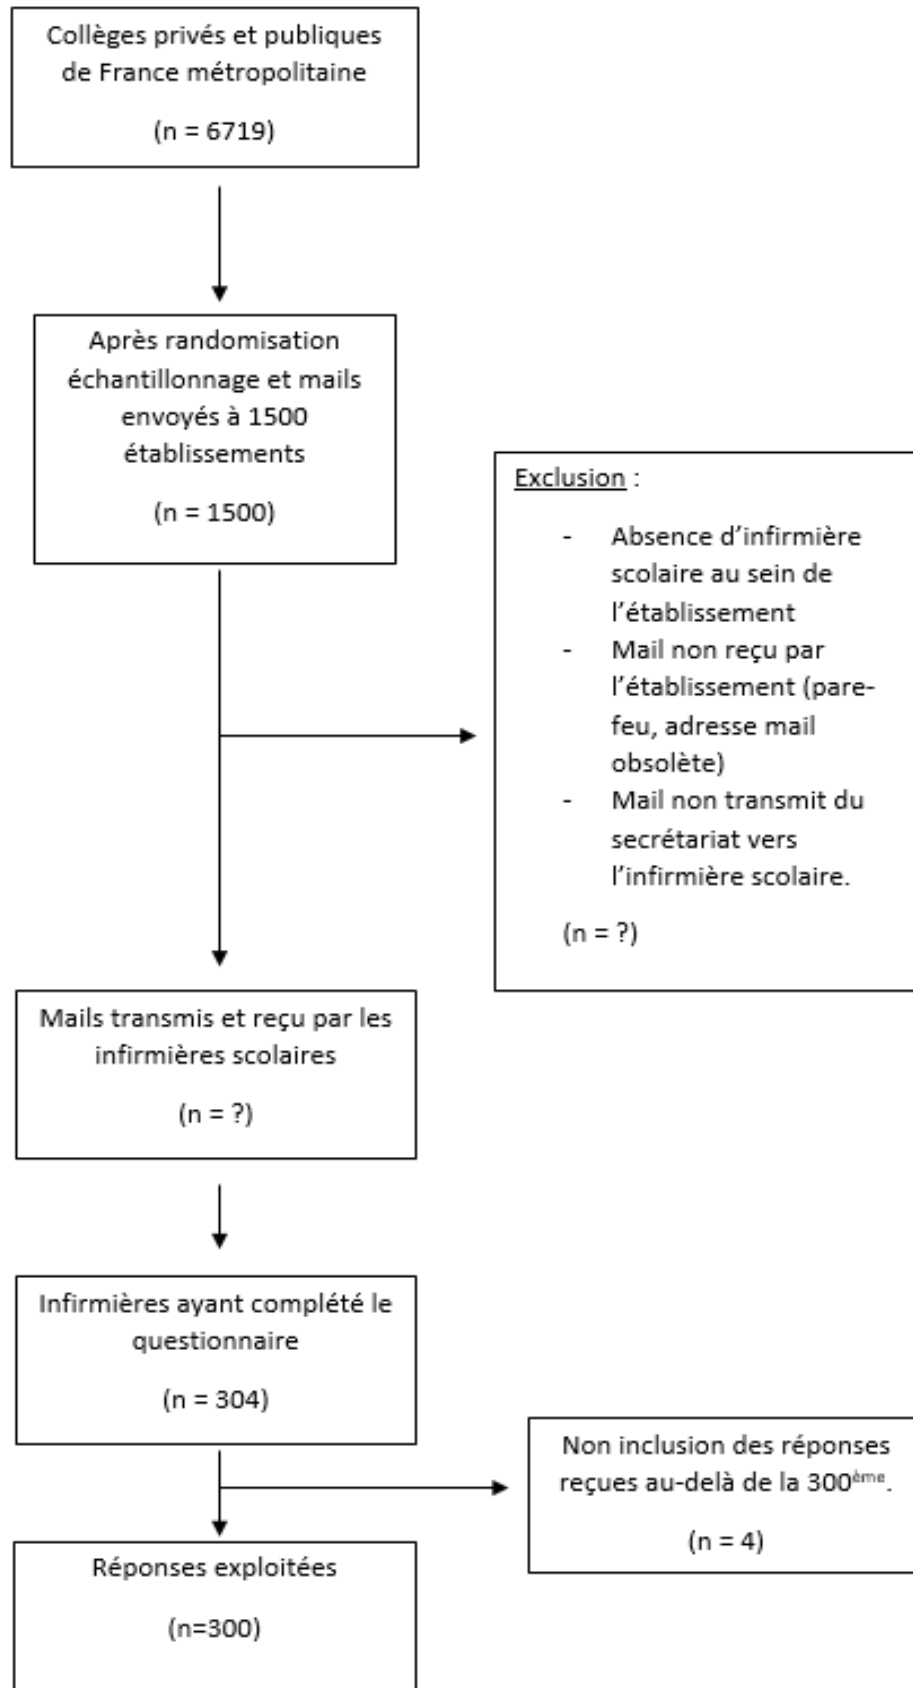 Collèges privés et publiques
de France métropolitaine
(n = 6719)
Après randomisation
échantillonnage et mails
envoyés à 1500
établissements
(n = 1500)
Exclusion :
- Absence d’infirmière
scolaire au sein de
l’établissement
- Mail non reçu par
l’établissement (pare-
feu, adresse mail
obsolète)
- Mail non transmit du
secrétariat vers
l’infirmière scolaire.
(n = ?)
Mails transmis et reçu par les
infirmières scolaires
(n = ?)
Infirmières ayant complété le
questionnaire
(n = 304)
Non inclusion des réponses
reçues au-delà de la 300ème.
(n = 4)
Réponses exploitées
(n=300)